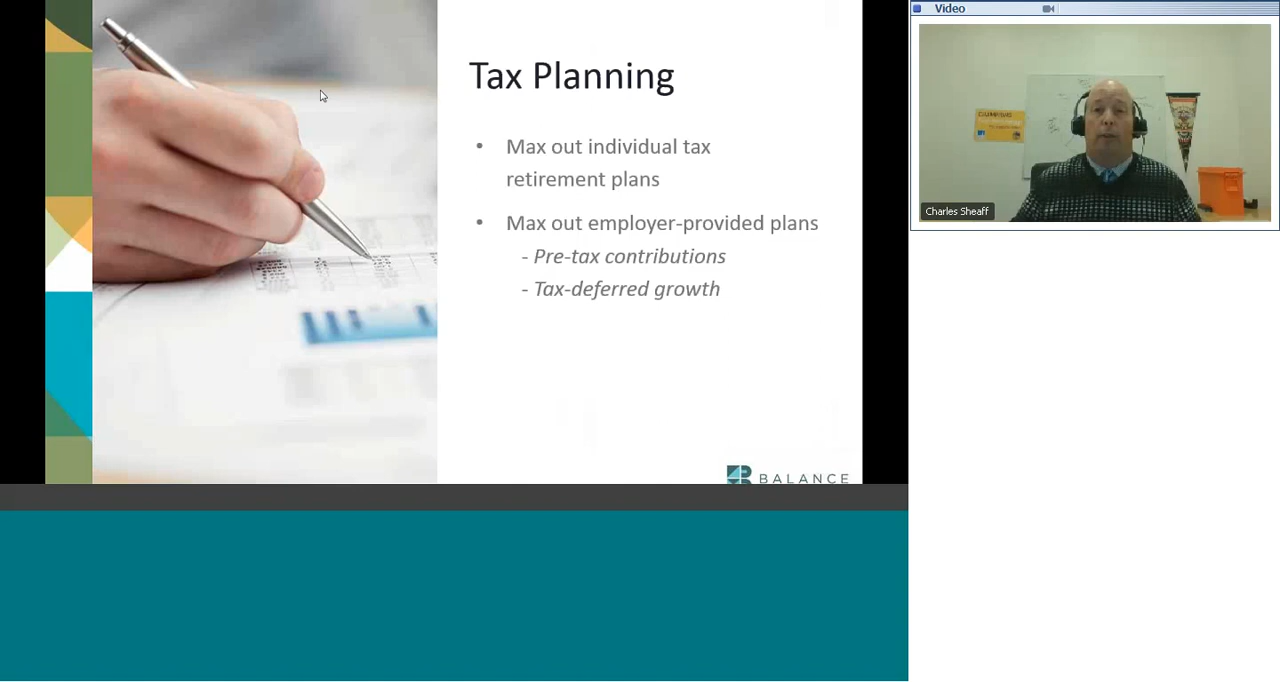 Tax Planning
• Max out individual tax
retirement plans
• Max out employer-provided plans
- Pre-tax contributions
- Tax-deferred growth
BALANCE
Video
Charles Sheaff